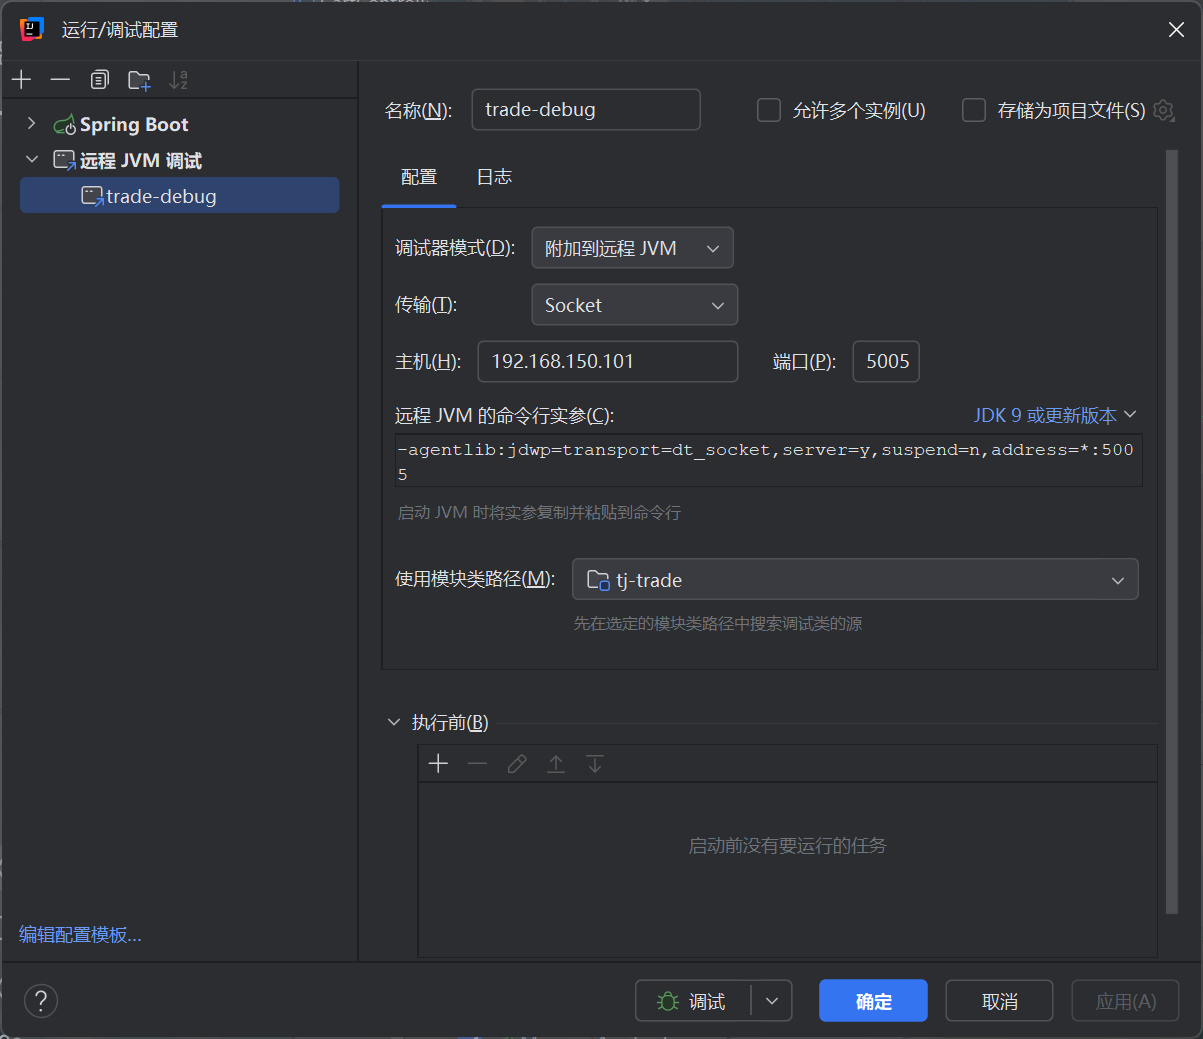 运行/调试配置
Spring Boot
远程 JVM 调试
trade-debug
编辑配置模板...
名称(N):
trade-debug
允许多个实例(U)
存储为项目文件(S)
配置
日志
调试器模式(D):
附加到远程 JVM
传输(T):
Socket
主机(H):
192.168.150.101
端口(P):
5005
远程 JVM 的命令行实参(C):
JDK 9 或更新版本
-agentlib:jdwp=transport=dt_socket,server=y,suspend=n,address=*:500
5
启动 JVM 时将实参复制并粘贴到命令行
使用模块类路径(M):
tj-trade
先在选定的模块类路径中搜索调试类的源
执行前(B)
启动前没有要运行的任务
?
调试
确定
取消
应用(A)